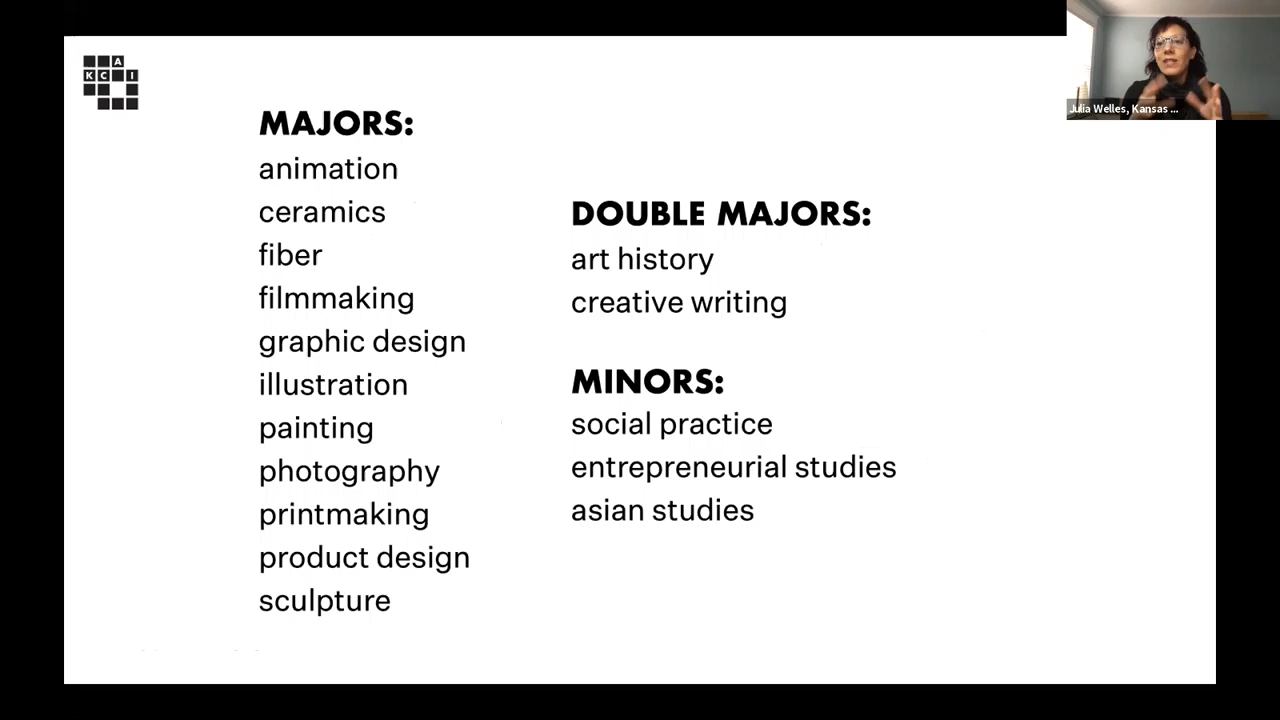 A
KC I
MAJORS:
animation
ceramics
fiber
filmmaking
graphic design
illustration
painting
photography
printmaking
product design
sculpture
DOUBLE MAJORS:
art history
creative writing
MINORS:
social practice
entrepreneurial studies
asian studies
Julia Welles, Kansas ...